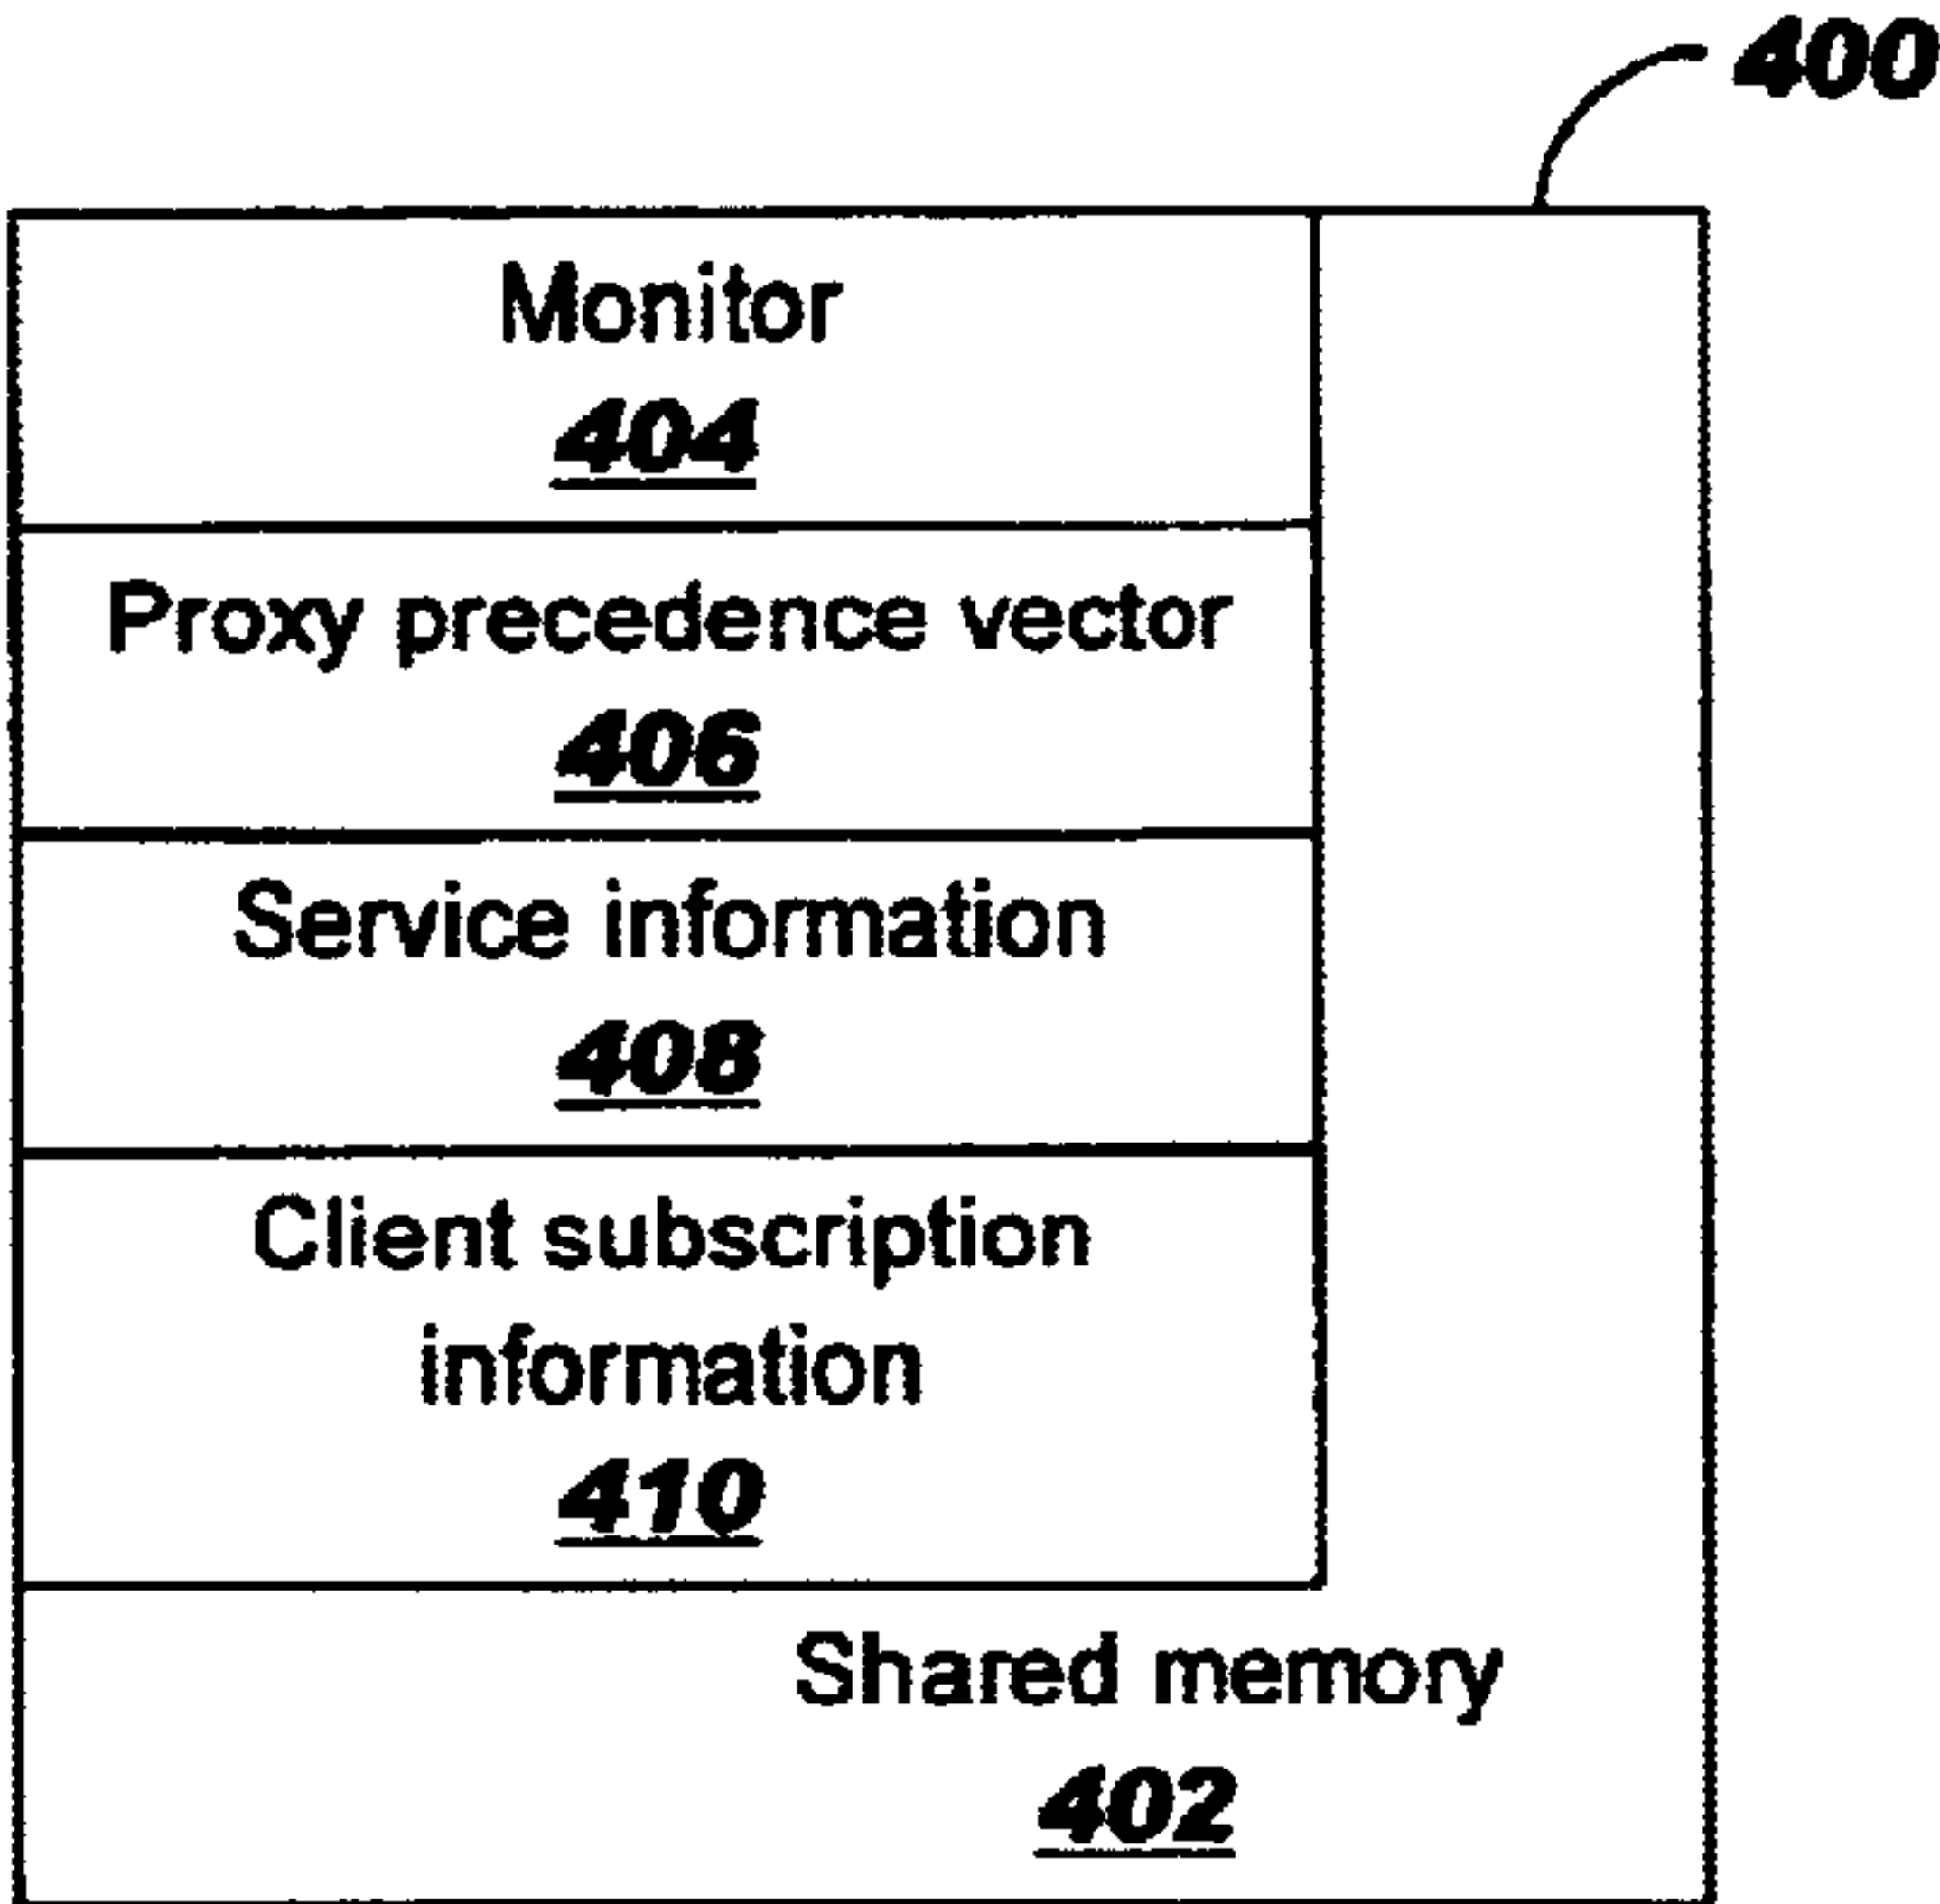 400
Monitor
404
Proxy precedence vector
406
Service information
408
Client subscription
information
410
Shared memory
402